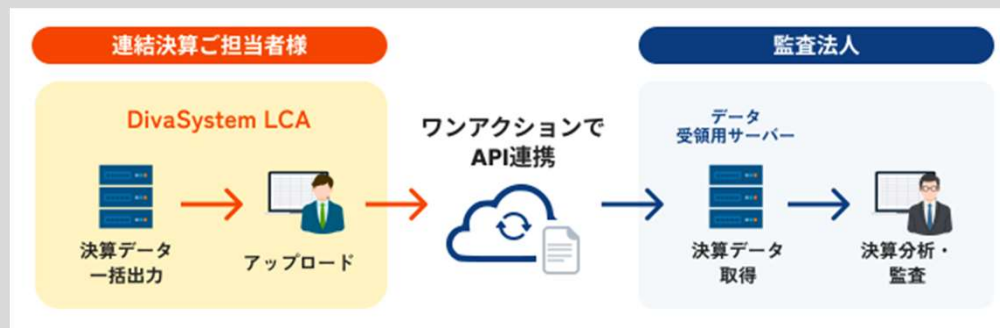 連結決算ご担当者様
DivaSystem LCA
決算データ
一括出力
アップロード
ワンアクションで
API連携
監査法人
データ
受領用サーバー
決算データ
取得
決算分析・
監査